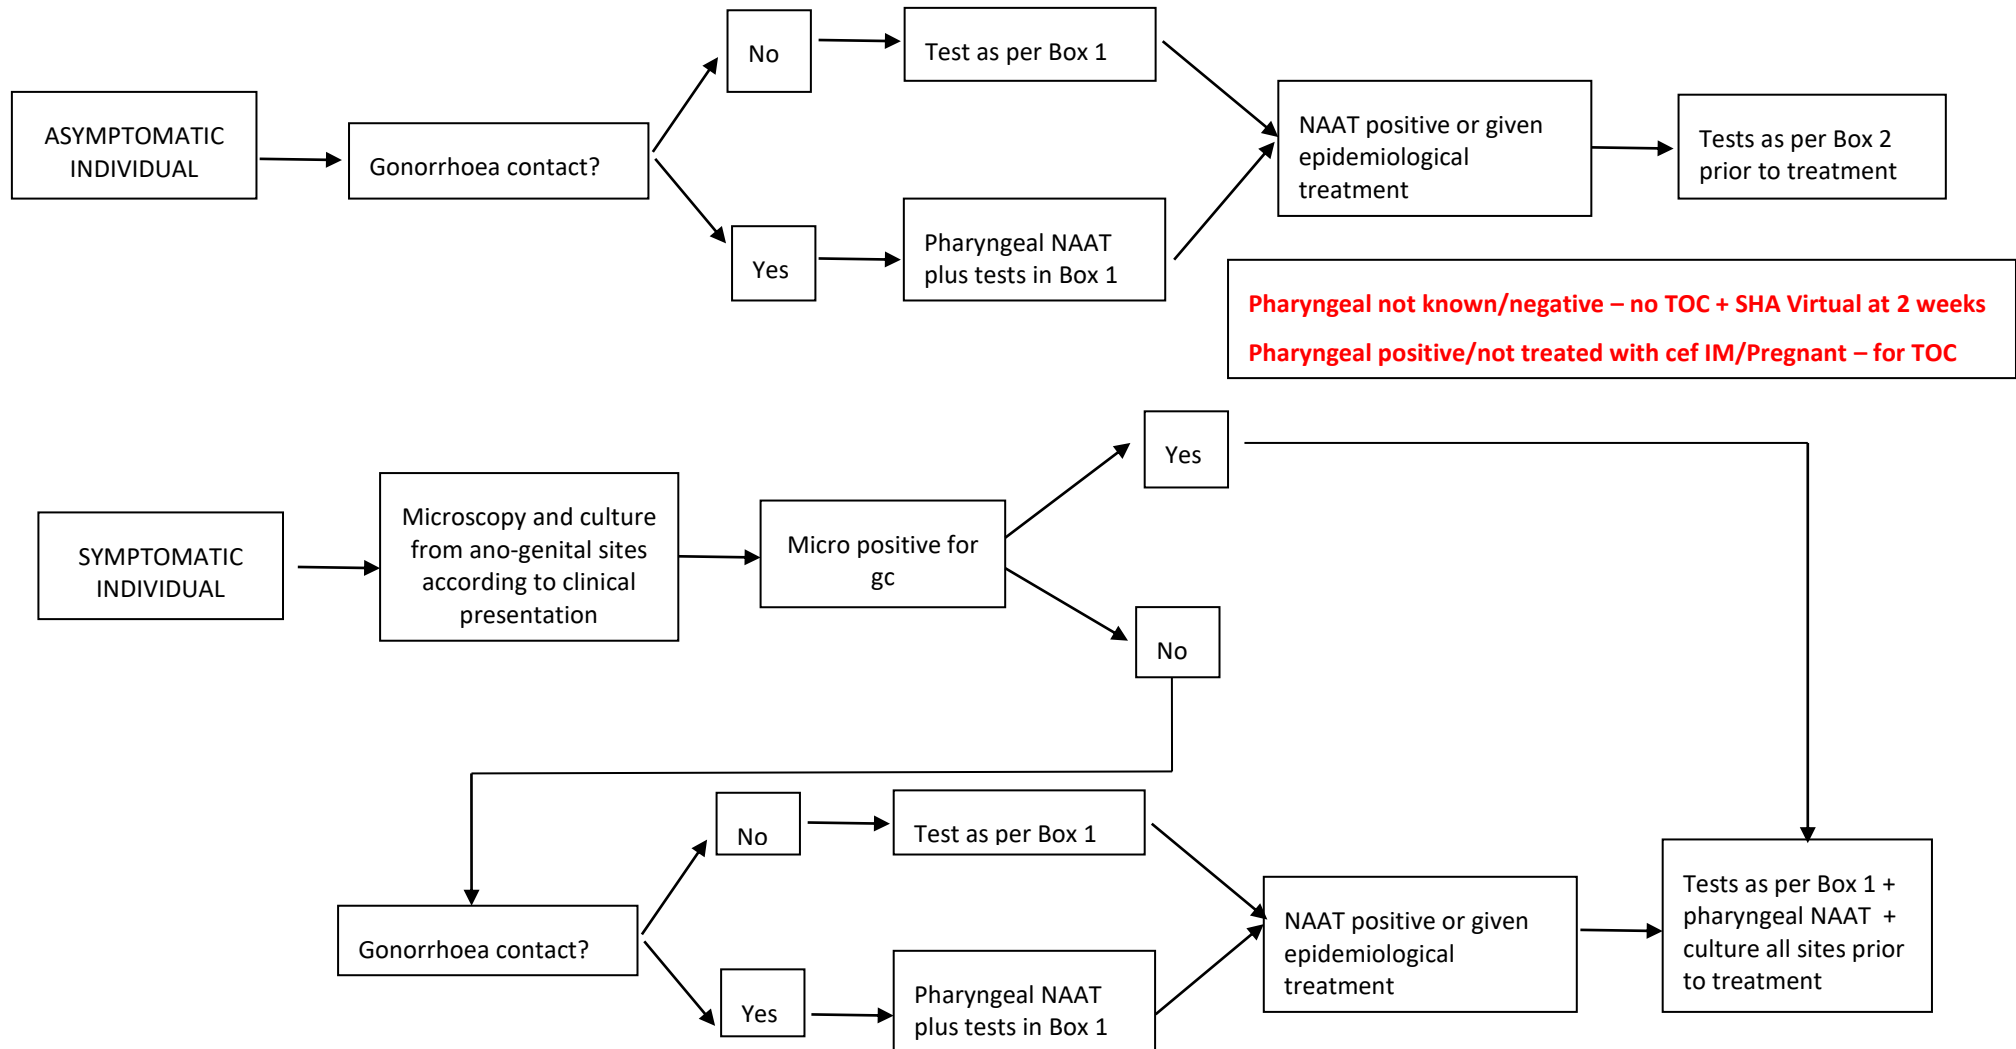 No
Test as per Box 1
ASYMPTOMATIC
INDIVIDUAL
Gonorrhoea contact?
NAAT positive or given
epidemiological
treatment
Tests as per Box 2
prior to treatment
Yes
Pharyngeal NAAT
plus tests in Box 1
Pharyngeal not known/negative – no TOC + SHA Virtual at 2 weeks
Pharyngeal positive/not treated with cef IM/Pregnant – for TOC
Yes
SYMPTOMATIC
INDIVIDUAL
Microscopy and culture
from ano-genital sites
according to clinical
presentation
Micro positive for
gc
No
No
Test as per Box 1
Gonorrhoea contact?
NAAT positive or given
epidemiological
treatment
Tests as per Box 1 +
pharyngeal NAAT +
culture all sites prior
to treatment
Yes
Pharyngeal NAAT
plus tests in Box 1